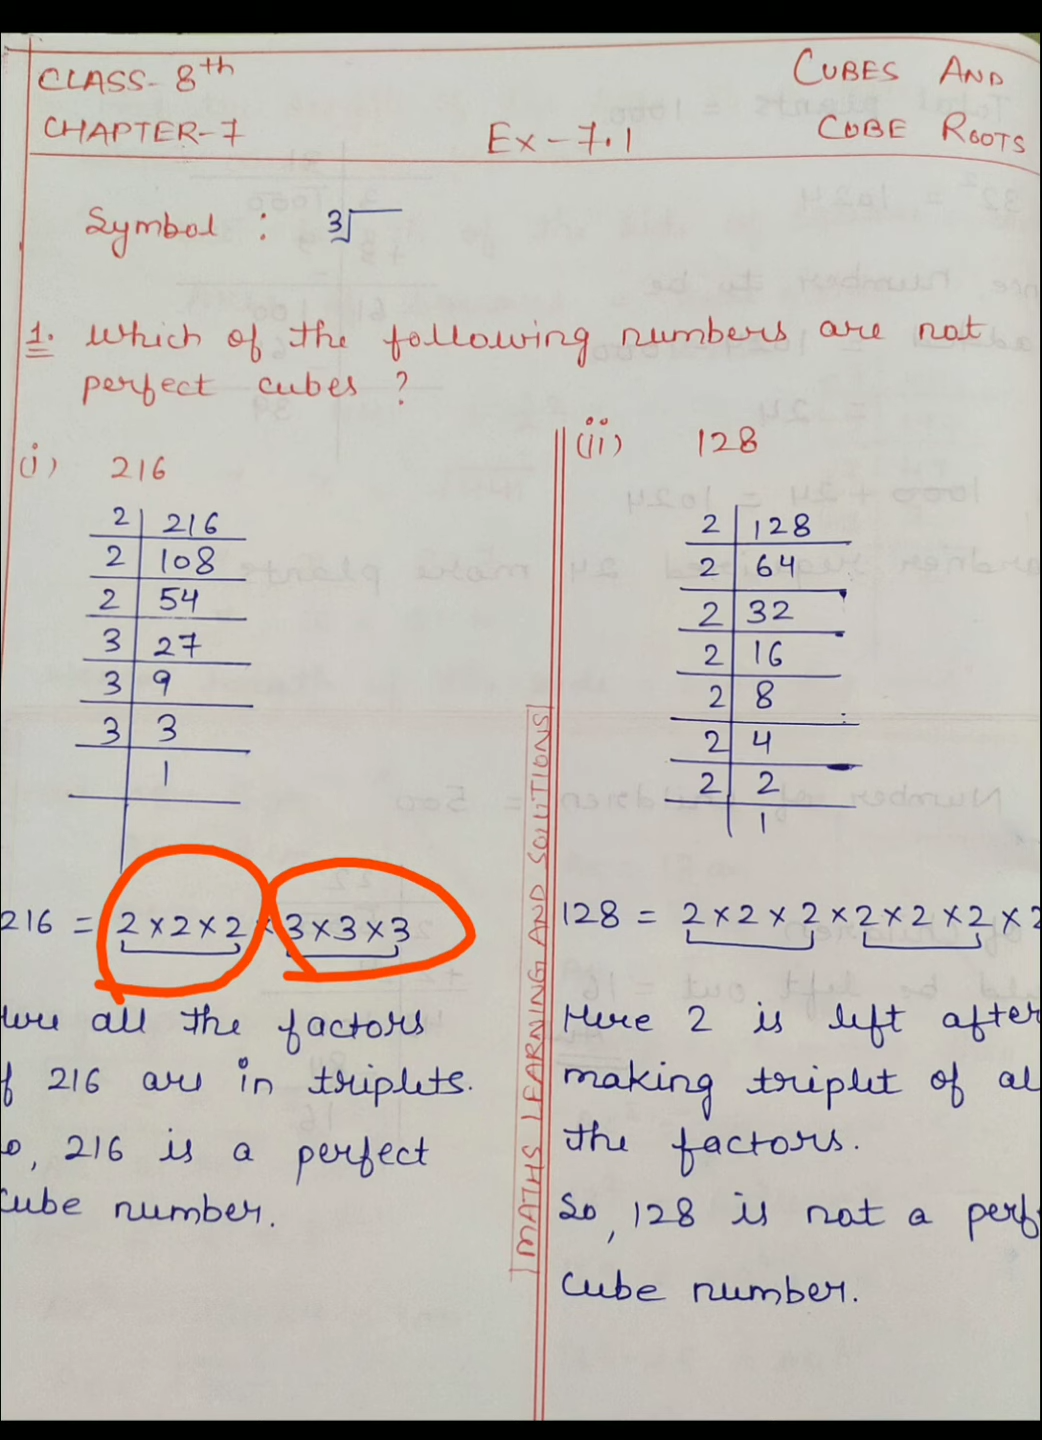 CLASS-8th
CHAPTER-7
Ex-7.1
CUBES AND
CUBE ROOTS
Symbol : ∛
1. Which of the following numbers are not
perfect cubes ?
(i) 216
2 | 216
2 | 108
2 | 54
3 | 27
3 | 9
3 | 3
1
216 = 2×2×2×3×3×3
all the factors
216 are in triplets.
, 216 is a perfect
cube number.
MATHS LEARNING AND SOLUTIONS
(ii) 128
2 | 128
2 | 64
2 | 32
2 | 16
2 | 8
2 | 4
2 | 2
1
128 = 2×2×2×2×2×2×2
Here 2 is left after
making triplet of al
the factors.
So, 128 is not a perf
cube number.